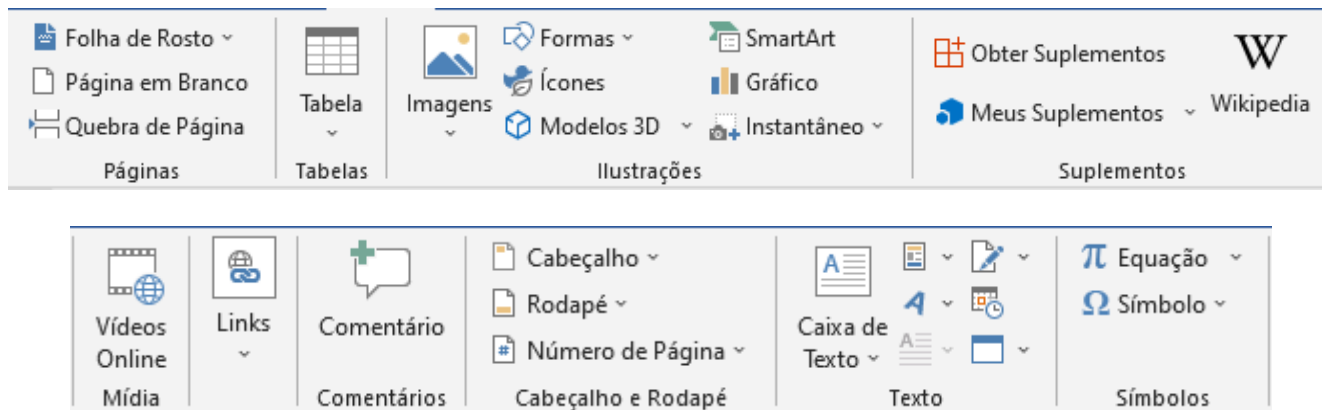 Folha de Rosto
Página em Branco
Quebra de Página
Páginas
Tabela
Tabelas
Imagens
Formas
Ícones
Modelos 3D
SmartArt
Gráfico
Instantâneo
Ilustrações
Obter Suplementos
Meus Suplementos
W
Wikipedia
Suplementos
Vídeos
Online
Mídia
Links
Comentário
Comentários
Cabeçalho
Rodapé
# Número de Página
Cabeçalho e Rodapé
A
Caixa de
Texto
A
A
Texto
π Equação
Ω Símbolo
Símbolos